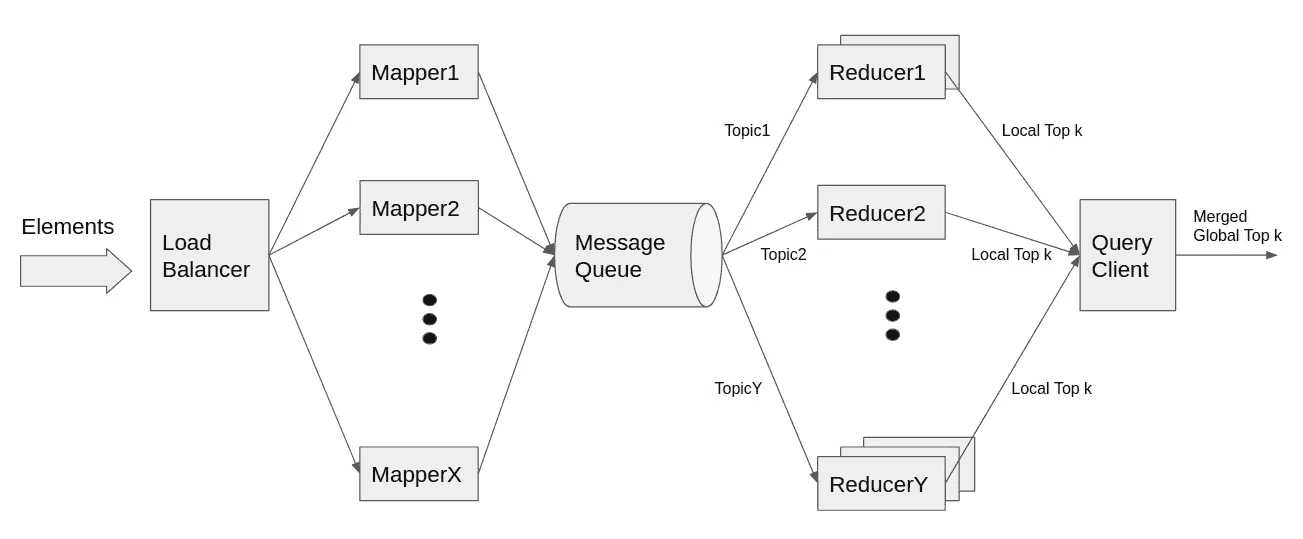 Elements
Load
Balancer
Mapper1
Mapper2
MapperX
Message
Queue
Topic1
Topic2
TopicY
Reducer1
Reducer2
ReducerY
Local Top k
Local Top k
Local Top k
Query
Client
Merged
Global Top k